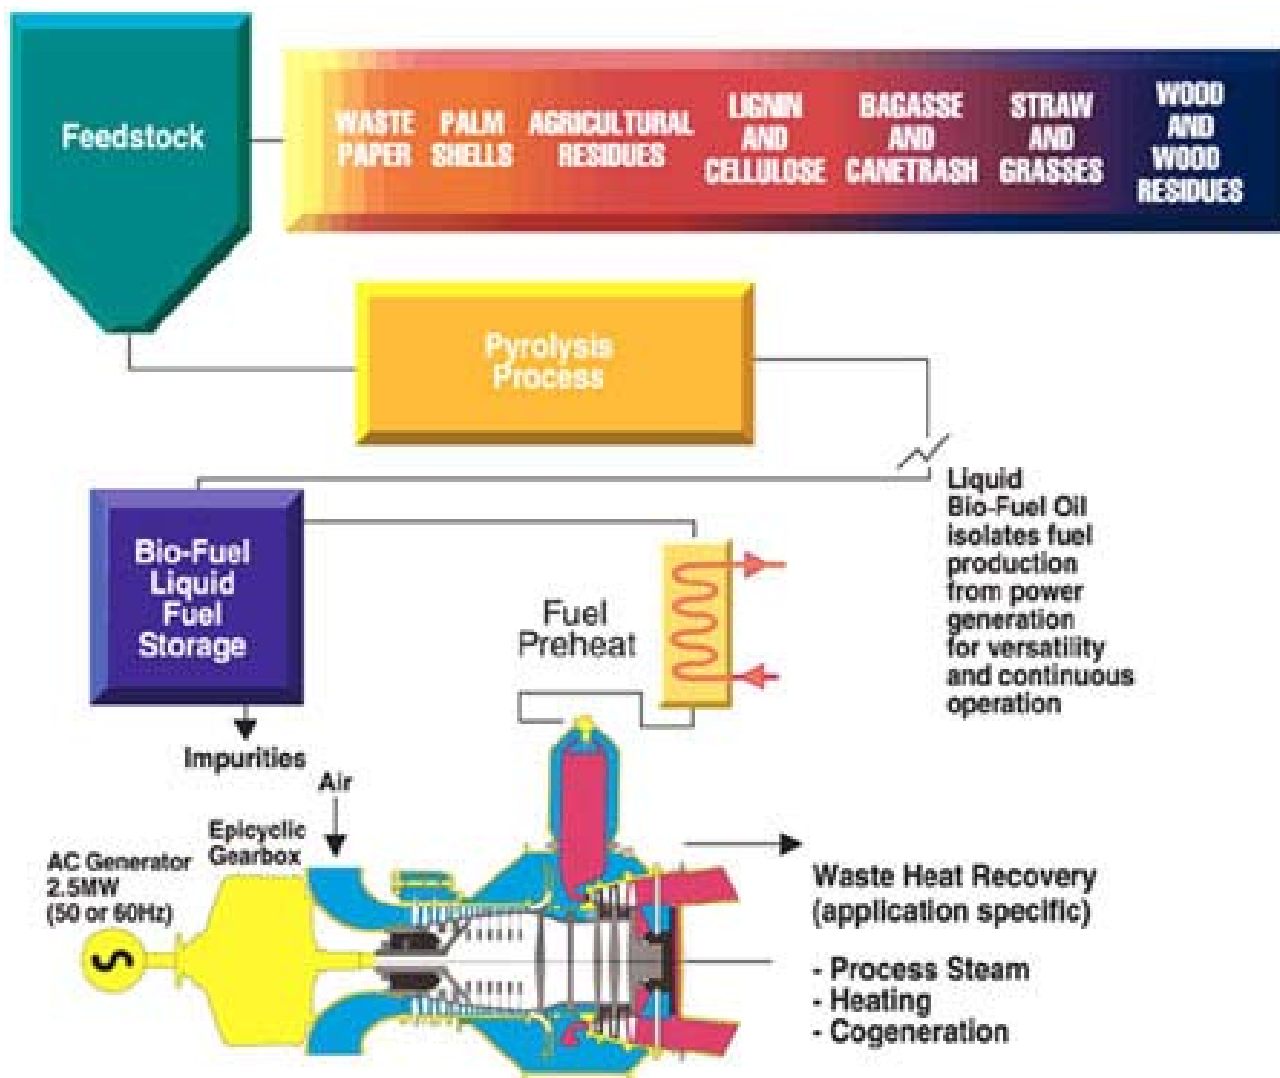 Feedstock
WASTE
PAPER
PALM
SHELLS
AGRICULTURAL
RESIDUES
LIGNIN
AND
CELLULOSE
BAGASSE
AND
CANETRASH
STRAW
AND
GRASSES
WOOD
AND
WOOD
RESIDUES
Pyrolysis
Process
Liquid
Bio-Fuel Oil
isolates fuel
production
from power
generation
for versatility
and continuous
operation
Bio-Fuel
Liquid
Fuel
Storage
Fuel
Preheat
Impurities
Air
Epicyclic
Gearbox
AC Generator
2.5MW
(50 or 60Hz)
Waste Heat Recovery
(application specific)
- Process Steam
- Heating
- Cogeneration